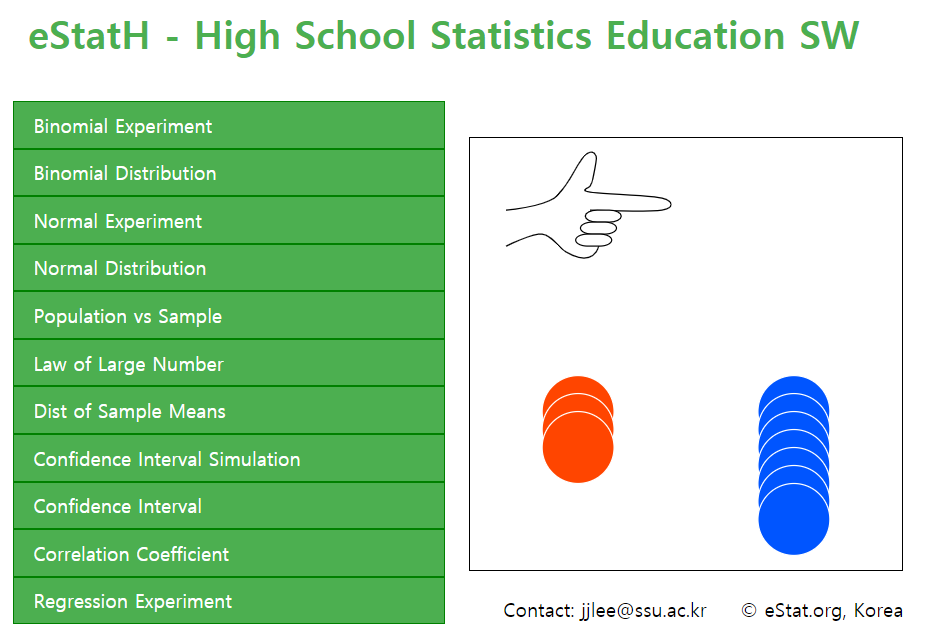 eStatH - High School Statistics Education SW
Binomial Experiment
Binomial Distribution
Normal Experiment
Normal Distribution
Population vs Sample
Law of Large Number
Dist of Sample Means
Confidence Interval Simulation
Confidence Interval
Correlation Coefficient
Regression Experiment
Contact: jjlee@ssu.ac.kr © eStat.org, Korea